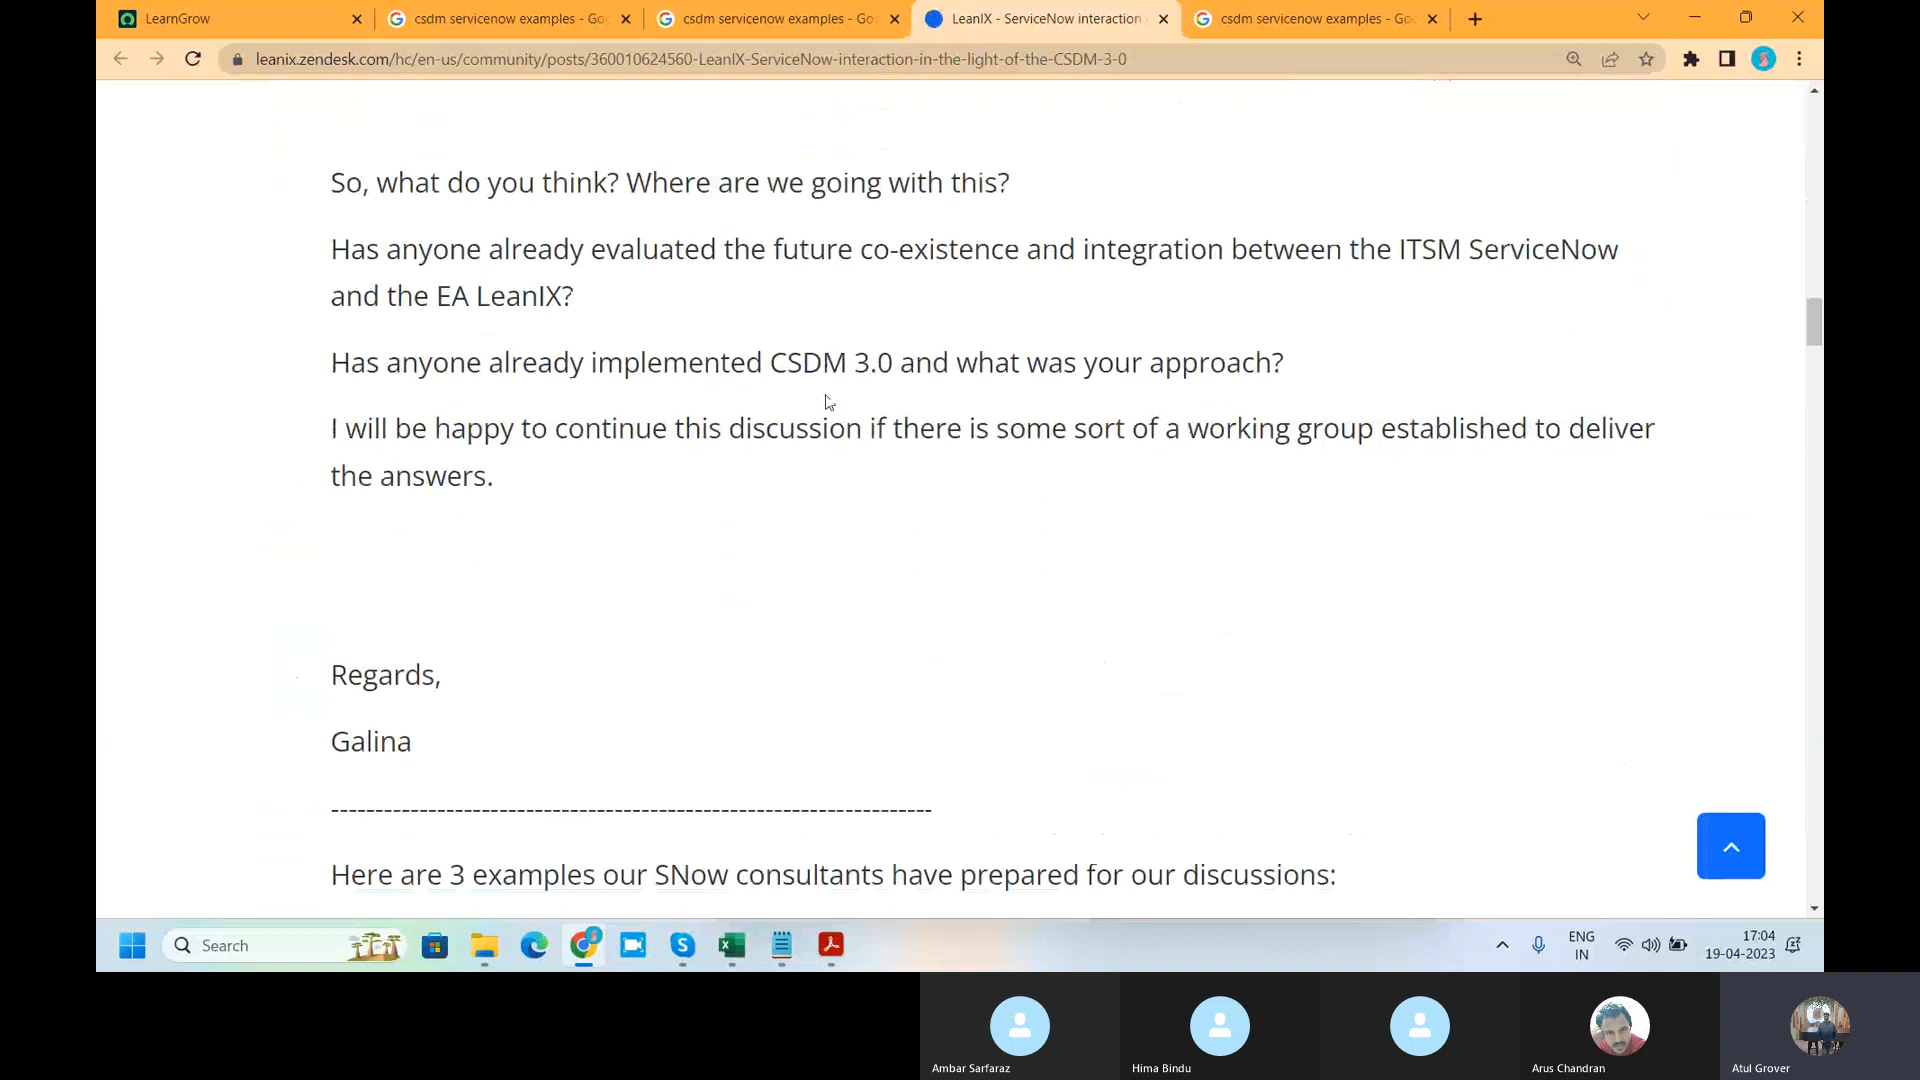 LearnGrow
csdm servicenow examples - Go
csdm servicenow examples - Go
LeanIX - ServiceNow interaction
csdm servicenow examples - Go
leanix.zendesk.com/hc/en-us/community/posts/360010624560-LeanIX-ServiceNow-interaction-in-the-light-of-the-CSDM-3-0
So, what do you think? Where are we going with this?
Has anyone already evaluated the future co-existence and integration between the ITSM ServiceNow
and the EA LeanIX?
Has anyone already implemented CSDM 3.0 and what was your approach?
I will be happy to continue this discussion if there is some sort of a working group established to deliver
the answers.
Regards,
Galina
------------------------------------------------------------------
Here are 3 examples our SNow consultants have prepared for our discussions:
Search
ENG
IN
17:04
19-04-2023
Ambar Sarfaraz
Hima Bindu
Arus Chandran
Atul Grover